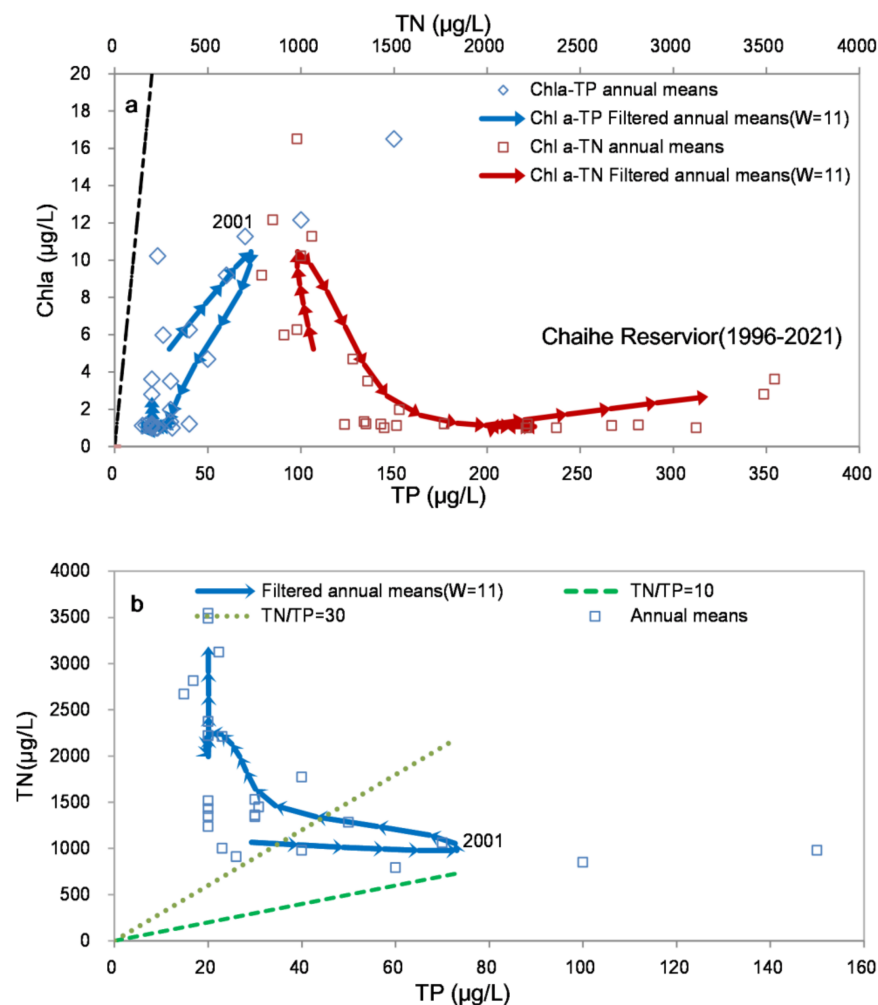 TN (µg/L)
0 500 1000 1500 2000 2500 3000 3500 4000
20
18
16
14
12
10
8
6
4
2
0
a
Chla-TP annual means
Chl a-TP Filtered annual means(W=11)
Chl a-TN annual means
Chl a-TN Filtered annual means(W=11)
2001
Chla (µg/L)
Chaihe Reservior(1996-2021)
0 50 100 150 200 250 300 350 400
TP (µg/L)
4000
3500
3000
2500
2000
1500
1000
500
0
b
Filtered annual means(W=11)
TN/TP=10
TN/TP=30
Annual means
TN(µg/L)
2001
0 20 40 60 80 100 120 140 160
TP (µg/L)